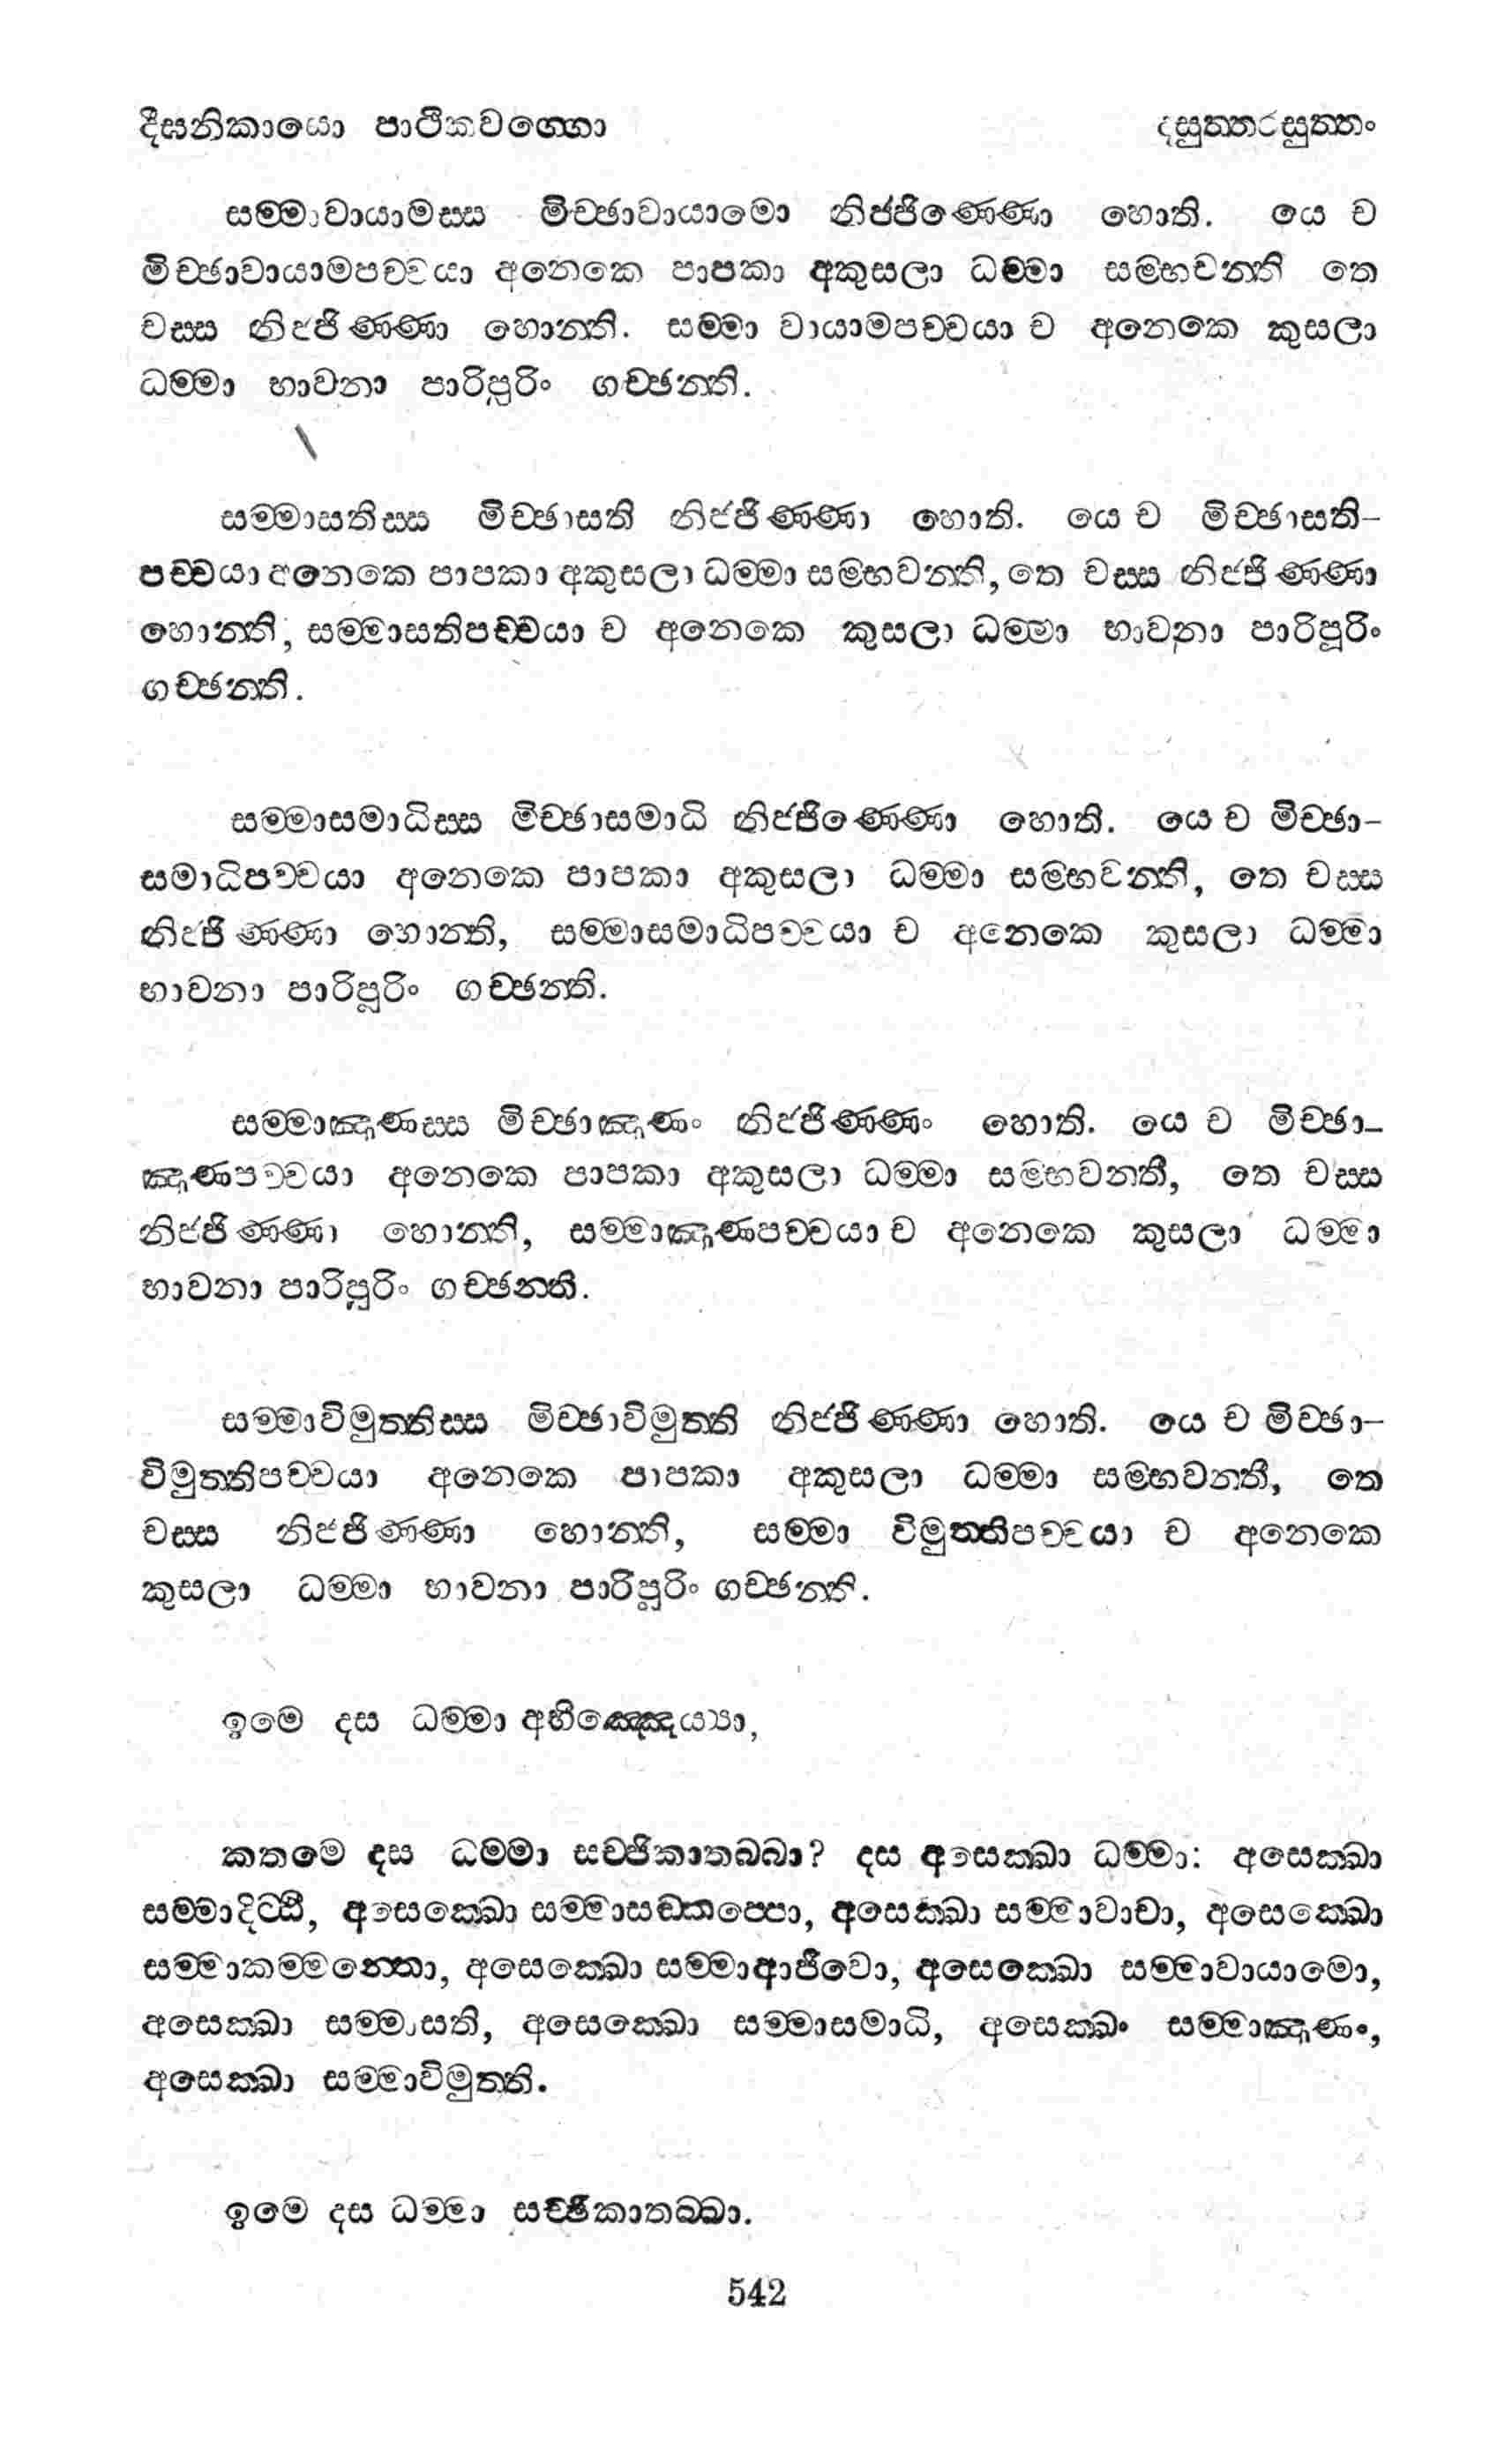 දීඝනිකායො පාථිකවග්ගො දසුත්තරසුත්තං
සම්මාවායාමස්ස මිච්ඡාවායාමො නිජ්ජිණ්ණො හොති. යෙ ච
මිච්ඡාවායාමපච්චයා අනෙකෙ පාපකා අකුසලා ධම්මා සම්භවන්ති තෙ
චස්ස නිජ්ජිණ්ණා හොන්ති. සම්මා වායාමපච්චයා ච අනෙකෙ කුසලා
ධම්මා භාවනා පාරිපූරිං ගච්ඡන්ති.
සම්මාසතිස්ස මිච්ඡාසති නිජ්ජිණ්ණා හොති. යෙ ච මිච්ඡාසති-
පච්චයා අනෙකෙ පාපකා අකුසලා ධම්මා සම්භවන්ති, තෙ චස්ස නිජ්ජිණ්ණා
හොන්ති, සම්මාසතිපච්චයා ච අනෙකෙ කුසලා ධම්මා භාවනා පාරිපූරිං
ගච්ඡන්ති.
සම්මාසමාධිස්ස මිච්ඡාසමාධි නිජ්ජිණ්ණො හොති. යෙ ච මිච්ඡා-
සමාධිපච්චයා අනෙකෙ පාපකා අකුසලා ධම්මා සම්භවන්ති, තෙ චස්ස
නිජ්ජිණ්ණා හොන්ති, සම්මාසමාධිපච්චයා ච අනෙකෙ කුසලා ධම්මා
භාවනා පාරිපූරිං ගච්ඡන්ති.
සම්මාඤාණස්ස මිච්ඡාඤාණං නිජ්ජිණ්ණං හොති. යෙ ච මිච්ඡා-
ඤාණපච්චයා අනෙකෙ පාපකා අකුසලා ධම්මා සම්භවන්තී, තෙ චස්ස
නිජ්ජිණ්ණා හොන්ති, සම්මාඤාණපච්චයා ච අනෙකෙ කුසලා ධම්මා
භාවනා පාරිපූරිං ගච්ඡන්ති.
සම්මාවිමුත්තිස්ස මිච්ඡාවිමුත්ති නිජ්ජිණ්ණා හොති. යෙ ච මිච්ඡා-
විමුත්තිපච්චයා අනෙකෙ පාපකා අකුසලා ධම්මා සම්භවන්තී, තෙ
චස්ස නිජ්ජිණ්ණා හොන්ති, සම්මා විමුත්තිපච්චයා ච අනෙකෙ
කුසලා ධම්මා භාවනා පාරිපූරිං ගච්ඡන්ති.
ඉමෙ දස ධම්මා අභිඤ්ඤෙය්‍යා,
කතමෙ දස ධම්මා සච්ජිකාතබ්බා? දස අසෙක්ඛා ධම්මා: අසෙක්ඛා
සම්මාදිට්ඨි, අසෙක්ඛො සම්මාසඞ්කප්පො, අසෙක්ඛා සම්මාවාචා, අසෙක්ඛො
සම්මාකම්මන්තො, අසෙක්ඛො සම්මාආජීවො, අසෙක්ඛො සම්මාවායාමො,
අසෙක්ඛා සම්මාසති, අසෙක්ඛො සම්මාසමාධි, අසෙක්ඛං සම්මාඤාණං,
අසෙක්ඛා සම්මාවිමුත්ති.
ඉමෙ දස ධම්මා සච්ඡිකාතබ්බා.
542